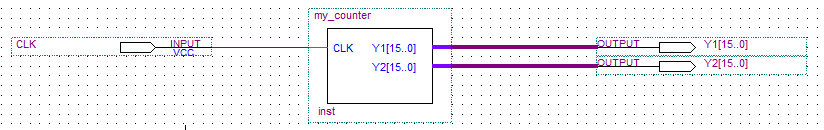 my_counter
CLK INPUT VCC CLK Y1[15..0] OUTPUT Y1[15..0]
Y2[15..0] OUTPUT Y2[15..0]
inst